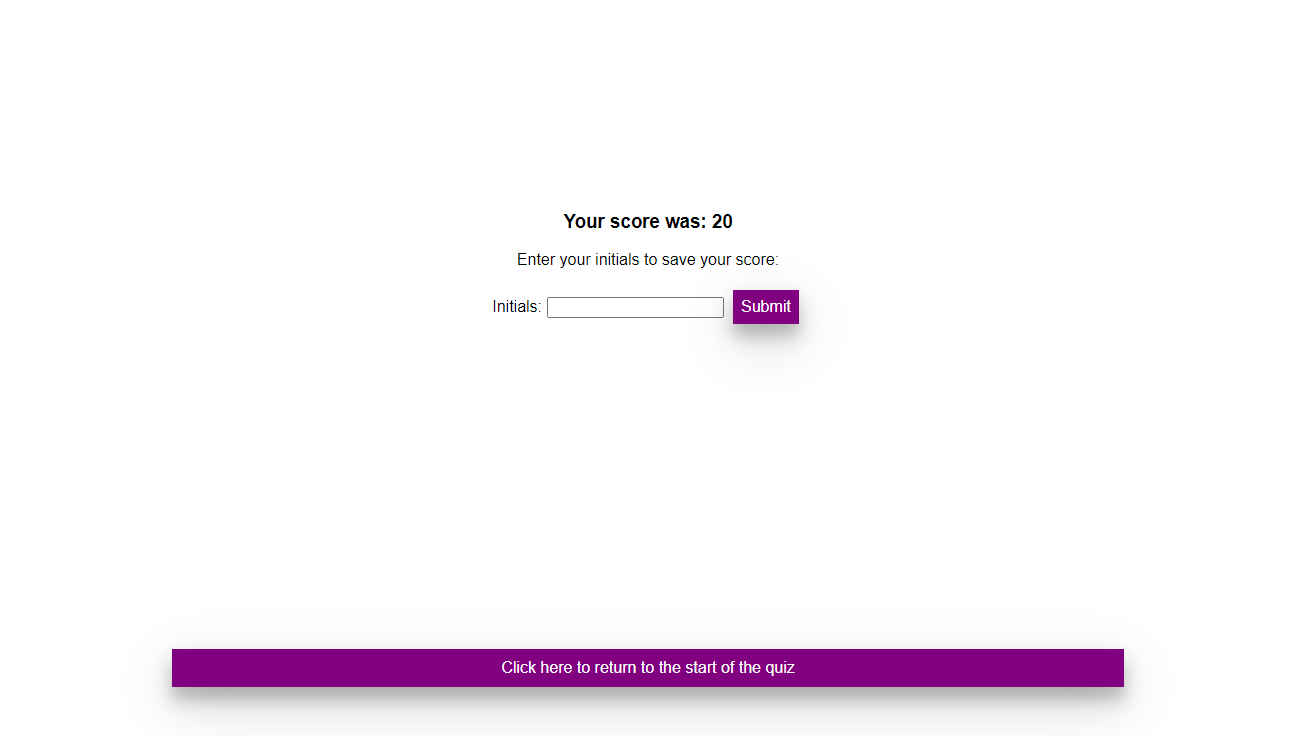 Your score was: 20
Enter your initials to save your score:
Initials: Submit
Click here to return to the start of the quiz